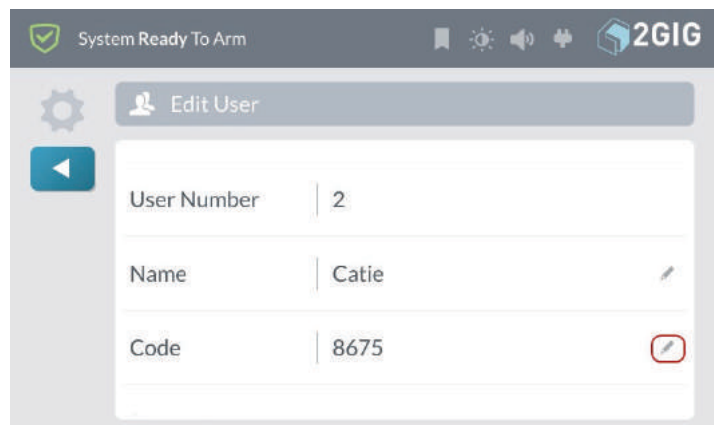 System Ready To Arm
2GIG
Edit User
User Number 2
Name Catie
Code 8675